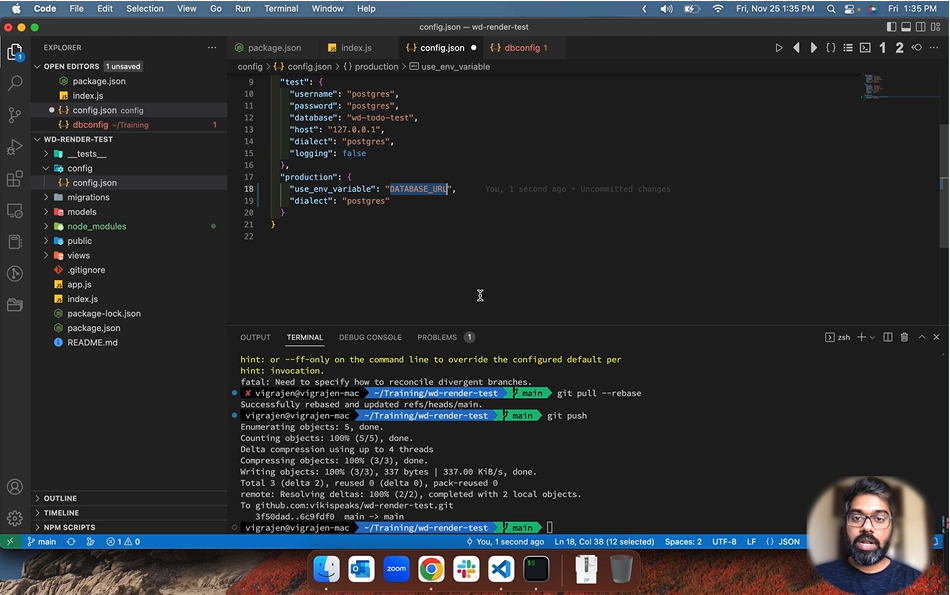 Code File Edit Selection View Go Run Terminal Window Help Fri, Nov 25 1:35 PM Fri 1:35 PM
config.json — wd-render-test
EXPLORER
package.json index.js config.json dbconfig 1
config > config.json > production > use_env_variable
OPEN EDITORS 1 unsaved
package.json
index.js
config.json config
dbconfig ~/Training 1
WD-RENDER-TEST
__tests__
config
config.json
migrations
models
node_modules
public
views
.gitignore
app.js
index.js
package-lock.json
package.json
README.md
OUTLINE
TIMELINE
NPM SCRIPTS
9 "test": {
10 "username": "postgres",
11 "password": "postgres",
12 "database": "wd-todo-test",
13 "host": "127.0.0.1",
14 "dialect": "postgres",
15 "logging": false
16 },
17 "production": {
18 "use_env_variable": "DATABASE_URL", You, 1 second ago • Uncommitted changes
19 "dialect": "postgres"
20 }
21 }
22
OUTPUT TERMINAL DEBUG CONSOLE PROBLEMS 1 zsh
hint: or --ff-only on the command line to override the configured default per
hint: invocation.
fatal: Need to specify how to reconcile divergent branches.
✘ vigrajen@vigrajen-mac ~/Training/wd-render-test main git pull --rebase
Successfully rebased and updated refs/heads/main.
vigrajen@vigrajen-mac ~/Training/wd-render-test main git push
Enumerating objects: 5, done.
Counting objects: 100% (5/5), done.
Delta compression using up to 4 threads
Compressing objects: 100% (3/3), done.
Writing objects: 100% (3/3), 337 bytes | 337.00 KiB/s, done.
Total 3 (delta 2), reused 0 (delta 0), pack-reused 0
remote: Resolving deltas: 100% (2/2), completed with 2 local objects.
To github.com:vikispeaks/wd-render-test.git
3f50dad..6c9fdf0 main -> main
vigrajen@vigrajen-mac ~/Training/wd-render-test main
main 1 0 You, 1 second ago Ln 18, Col 38 (12 selected) Spaces: 2 UTF-8 LF {} JSON
zoom